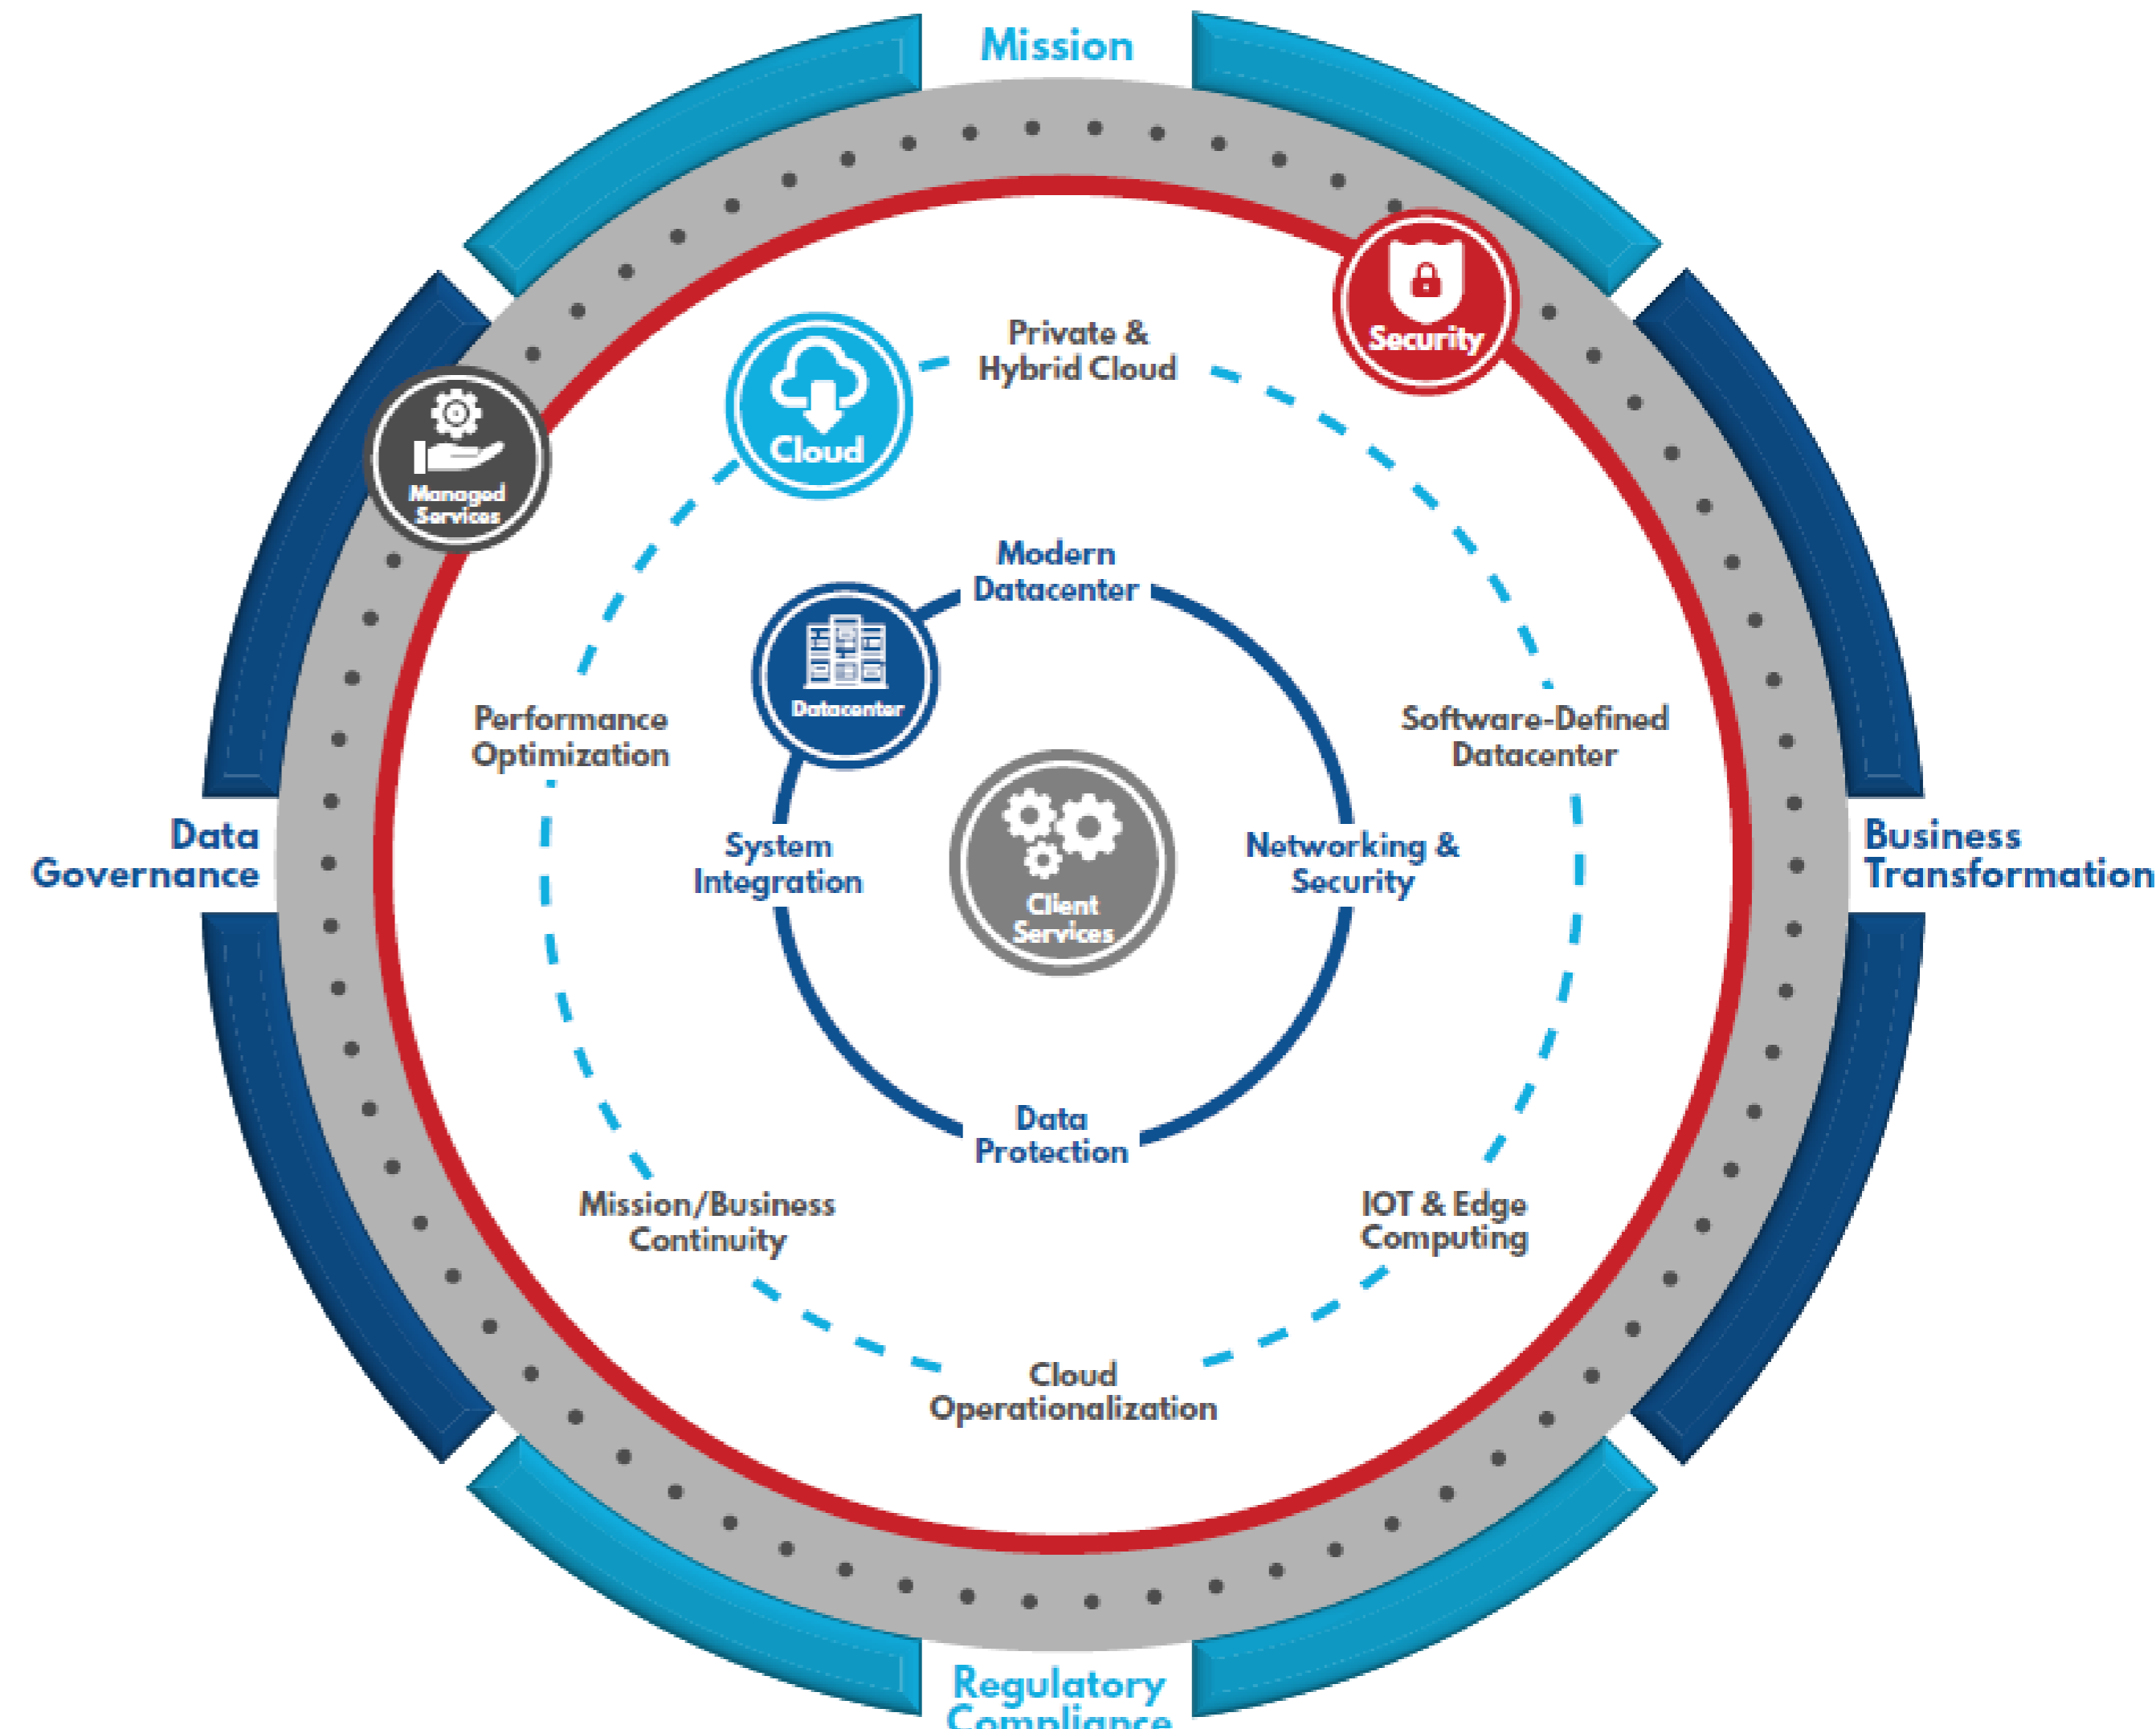 Mission
Security
Private &
Hybrid Cloud
Cloud
Managed
Services
Modern
Datacenter
Datacenter
Performance
Optimization
Software-Defined
Datacenter
Data
Governance
System
Integration
Client
Services
Networking &
Security
Business
Transformation
Data
Protection
Mission/Business
Continuity
IOT & Edge
Computing
Cloud
Operationalization
Regulatory
Compliance